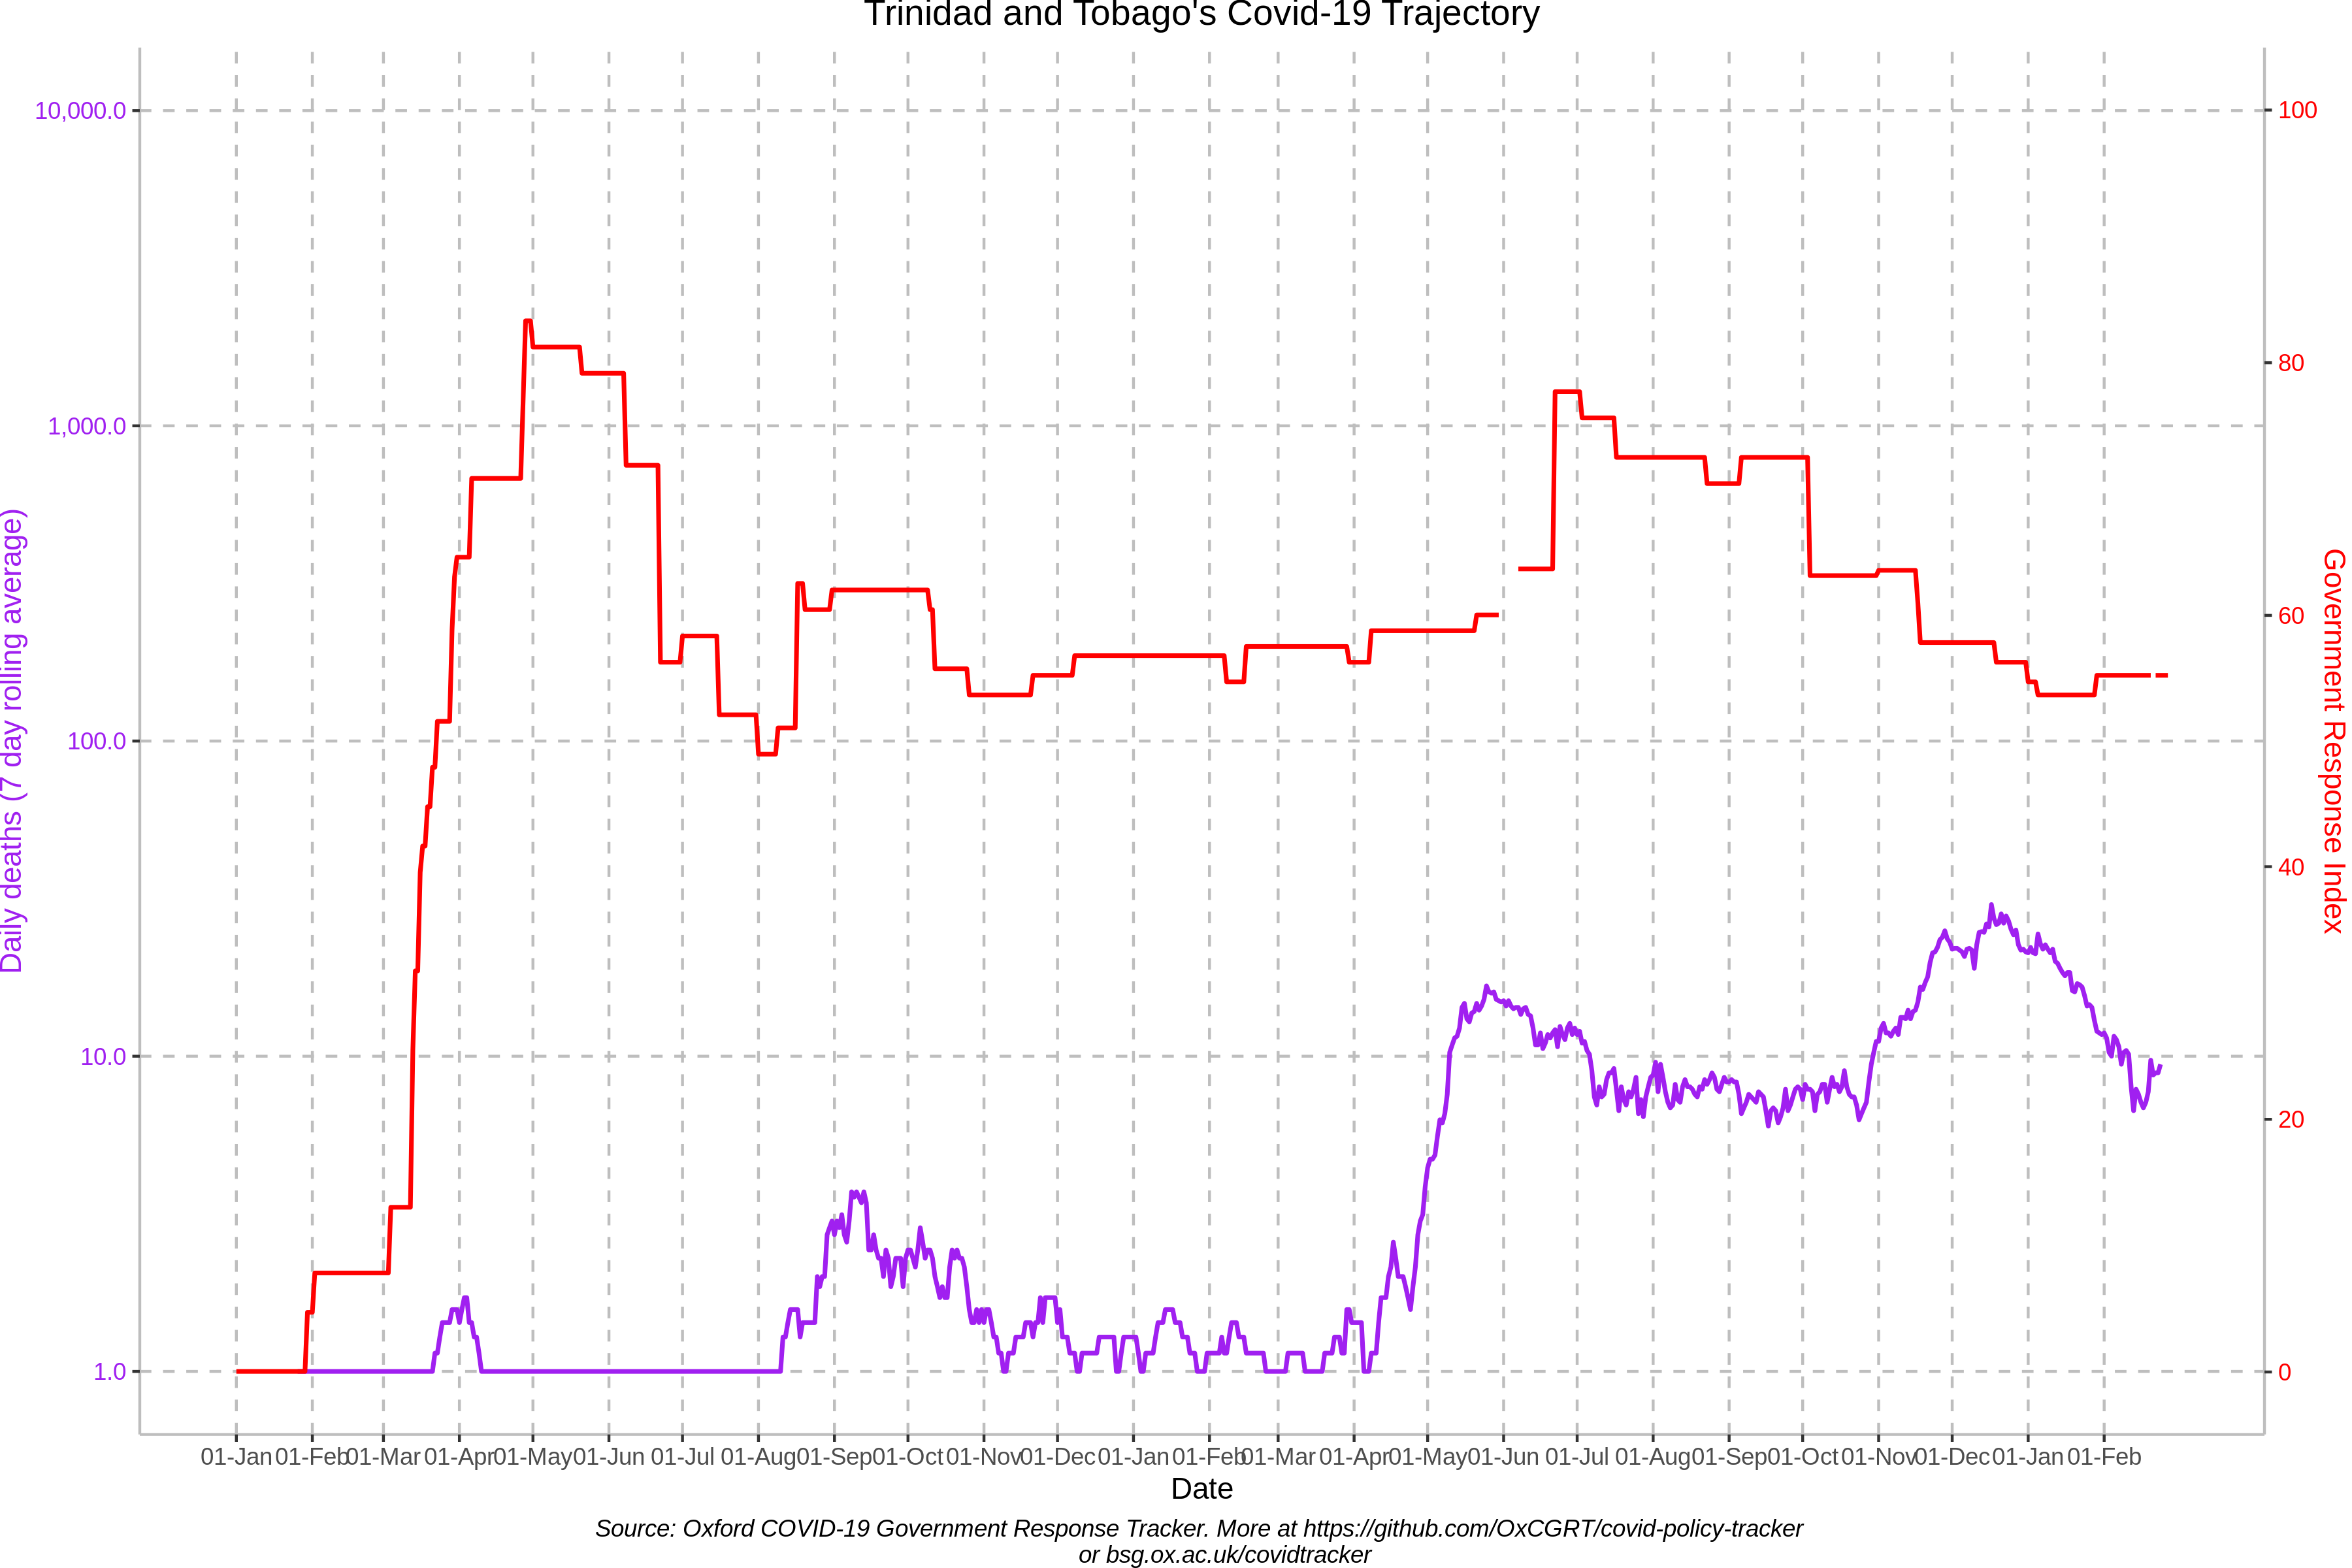 Trinidad and Tobago's Covid-19 Trajectory
Daily deaths (7 day rolling average)
10,000.0
1,000.0
100.0
10.0
1.0
100
80
60
40
20
0
Government Response Index
01-Jan 01-Feb 01-Mar 01-Apr 01-May 01-Jun 01-Jul 01-Aug 01-Sep 01-Oct 01-Nov 01-Dec 01-Jan 01-Feb 01-Mar 01-Apr 01-May 01-Jun 01-Jul 01-Aug 01-Sep 01-Oct 01-Nov 01-Dec 01-Jan 01-Feb
Date
Source: Oxford COVID-19 Government Response Tracker. More at https://github.com/OxCGRT/covid-policy-tracker
or bsg.ox.ac.uk/covidtracker